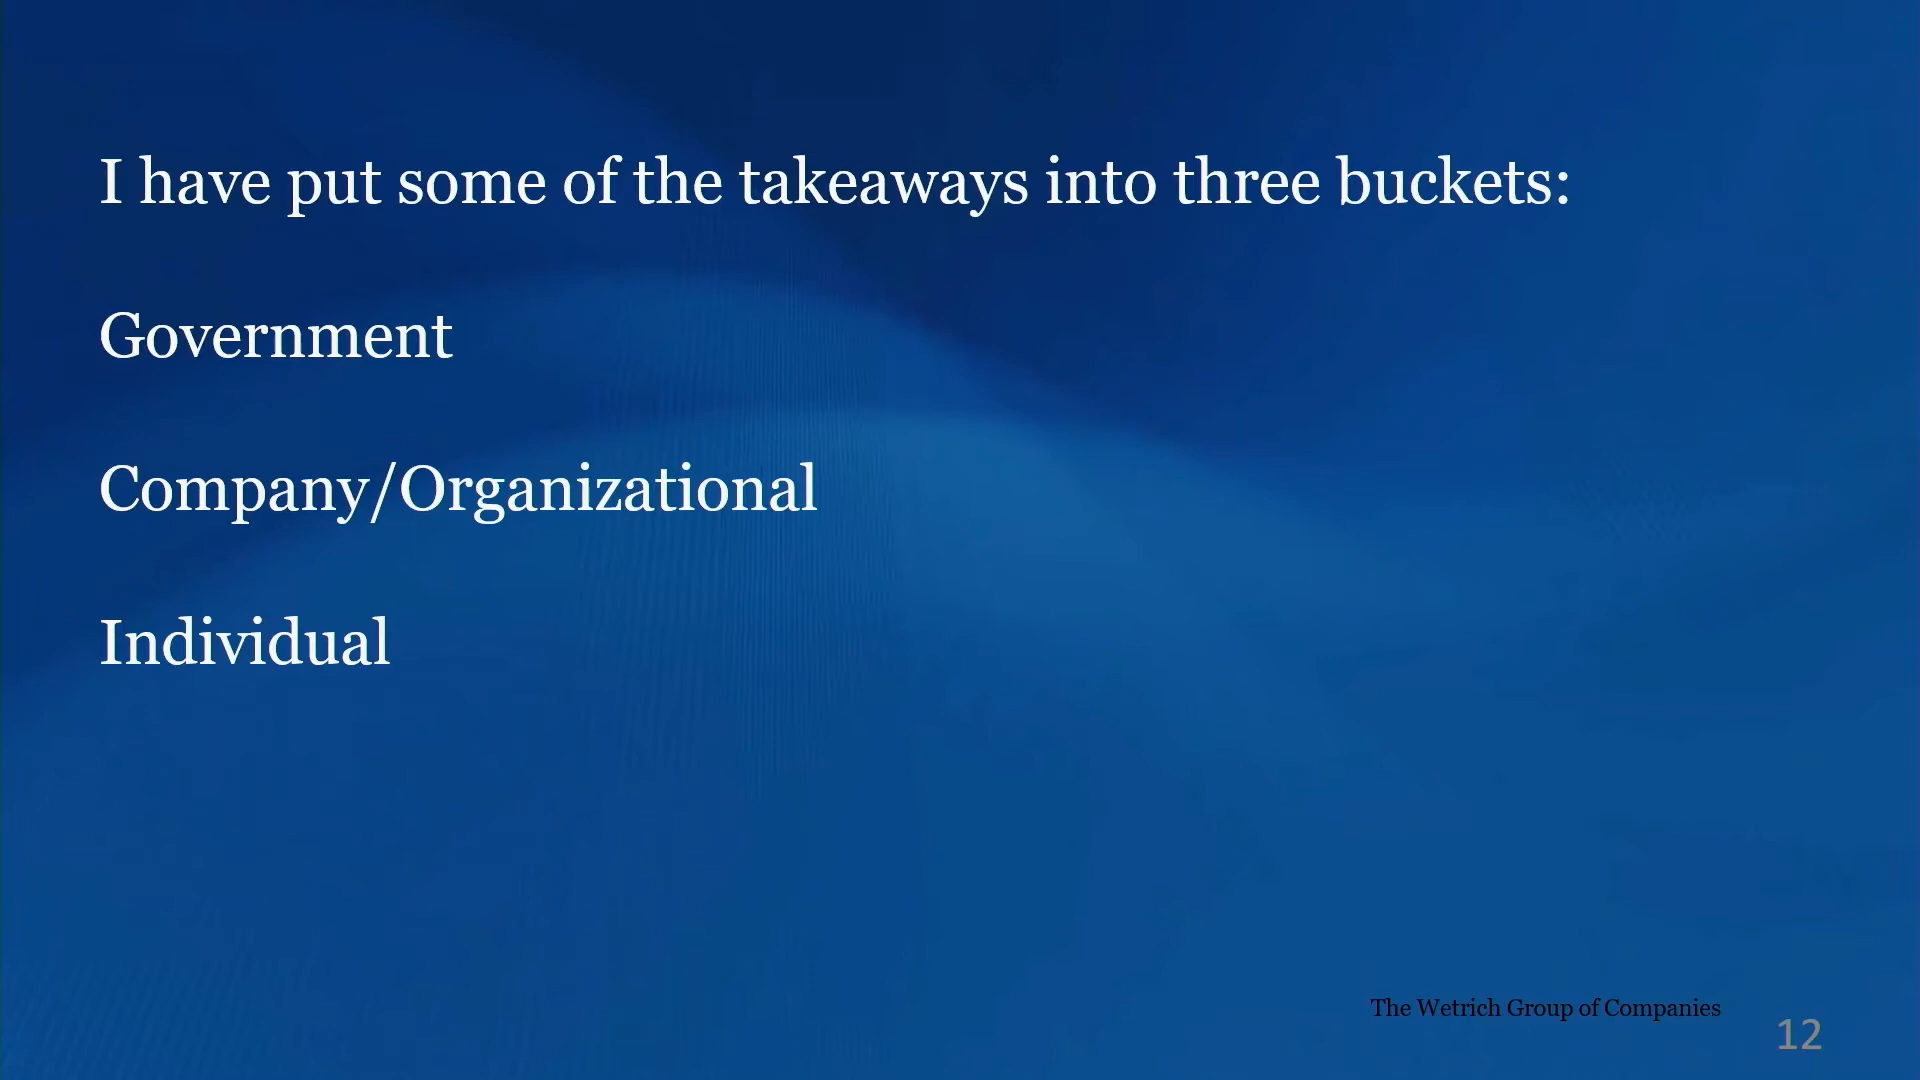 I have put some of the takeaways into three buckets:
Government
Company/Organizational
Individual
The Wetrich Group of Companies
12